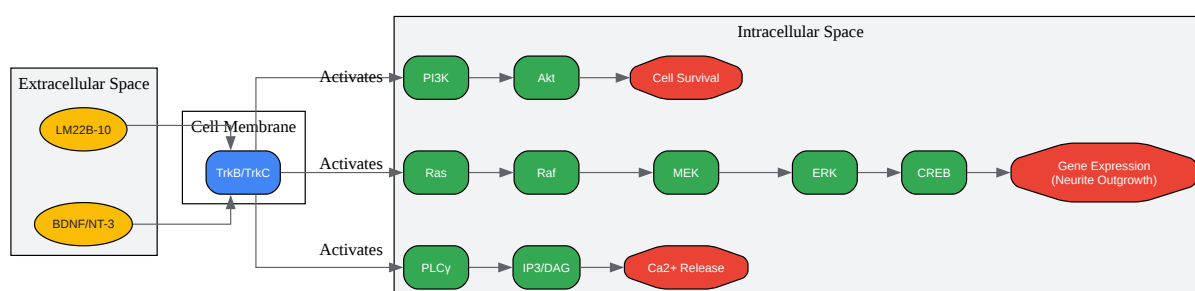 Intracellular Space
Extracellular Space
Cell Membrane
LM22B-10
BDNF/NT-3
TrkB/TrkC
Activates
PI3K
Akt
Cell Survival
Activates
Ras
Raf
MEK
ERK
CREB
Gene Expression
(Neurite Outgrowth)
Activates
PLCγ
IP3/DAG
Ca2+ Release